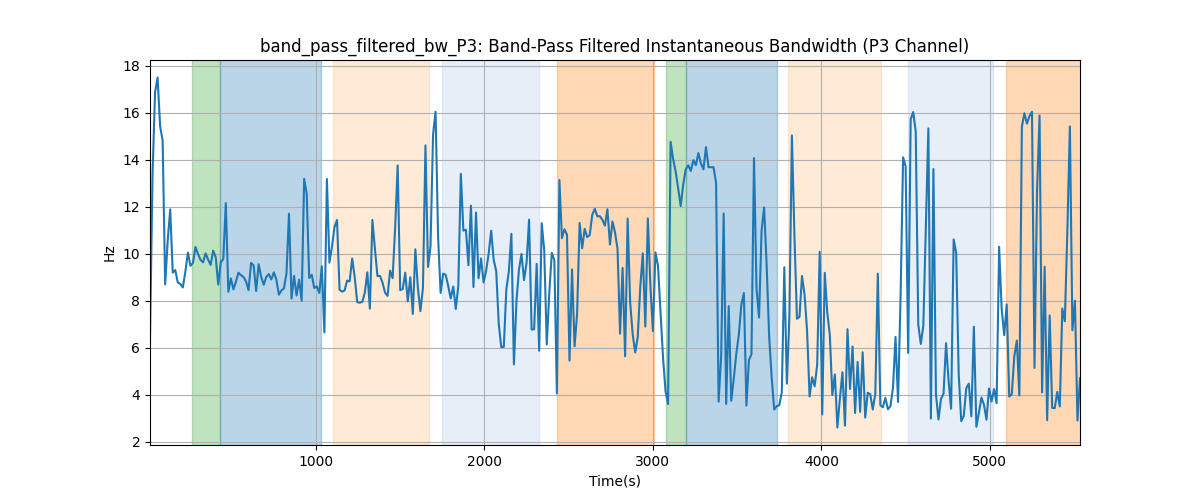 band_pass_filtered_bw_P3: Band-Pass Filtered Instantaneous Bandwidth (P3 Channel)
18
16
14
12
10
8
6
4
2
Hz
1000 2000 3000 4000 5000
Time(s)